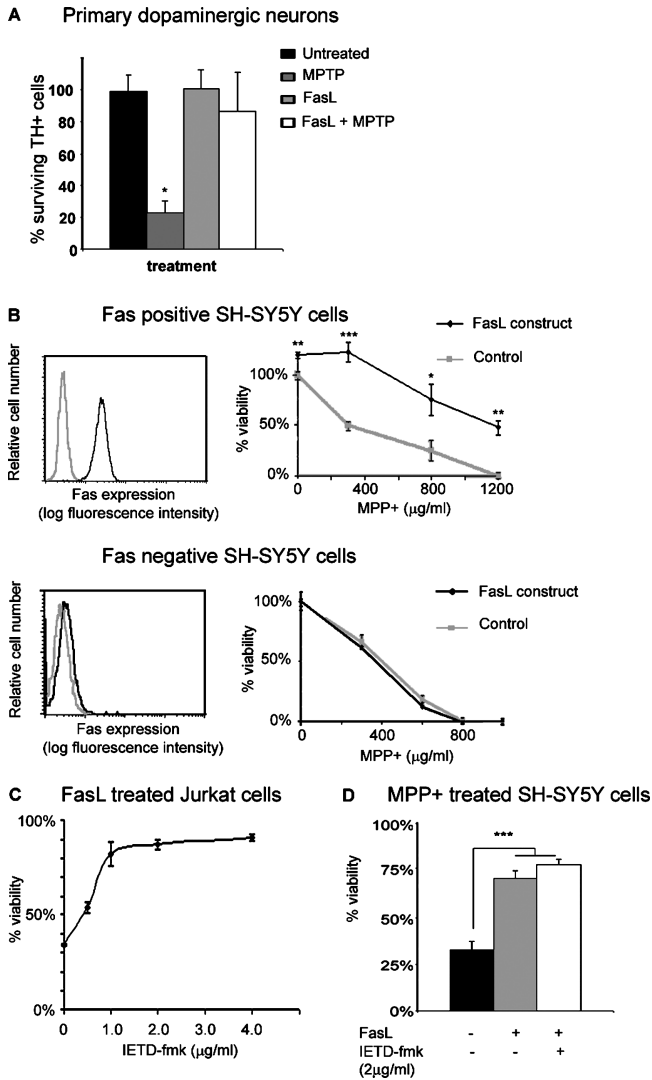 A Primary dopaminergic neurons
Untreated
MPTP
FasL
FasL + MPTP
% surviving TH+ cells
100
80
60
40
20
0
*
treatment
B Fas positive SH-SY5Y cells
Relative cell number
Fas expression
(log fluorescence intensity)
FasL construct
Control
% viability
100%
50%
0%
** *** * **
0 400 800 1200
MPP+ (µg/ml)
Fas negative SH-SY5Y cells
Relative cell number
Fas expression
(log fluorescence intensity)
FasL construct
Control
% viability
100%
50%
0%
0 400 800
MPP+ (µg/ml)
C FasL treated Jurkat cells
% viability
100%
50%
0%
0 1.0 2.0 3.0 4.0
IETD-fmk (µg/ml)
D MPP+ treated SH-SY5Y cells
% viability
100%
75%
50%
25%
0%
***
FasL - + +
IETD-fmk - - +
(2µg/ml)